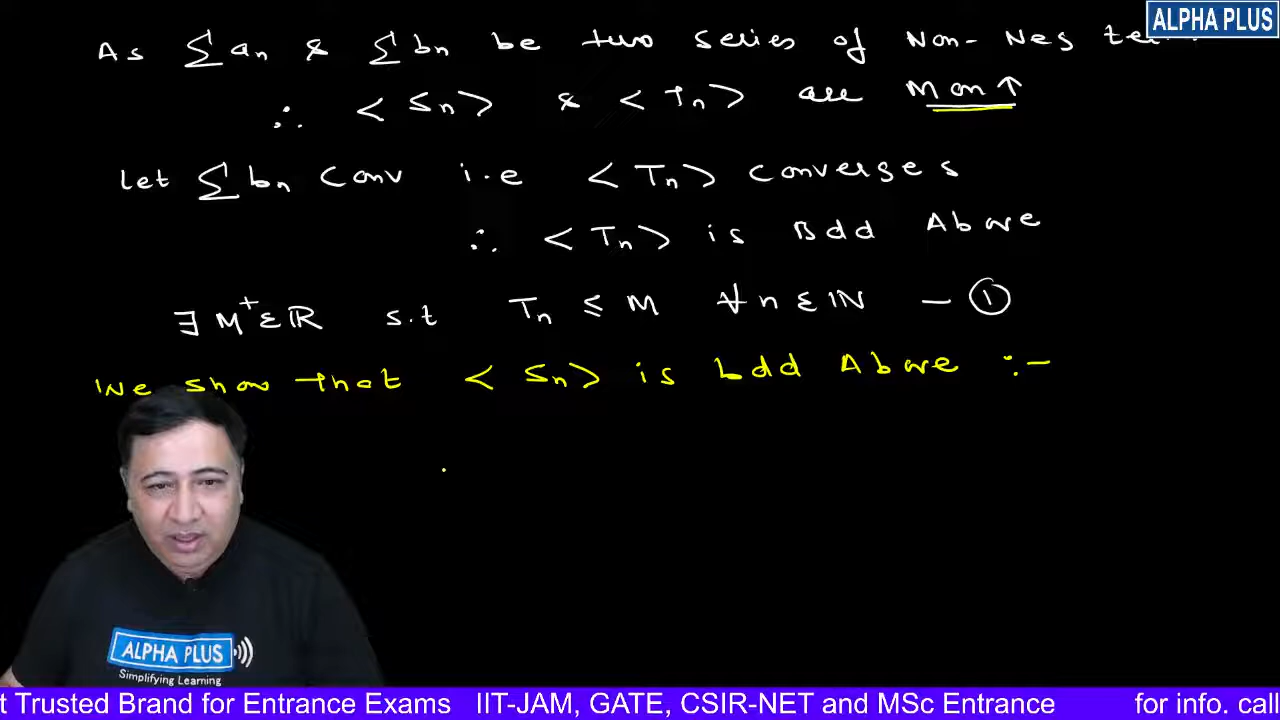 ALPHA PLUS
As ∑an & ∑bn be two series of Non-Neg
∴ <Sn> & <Tn> are Mon↑
Let ∑bn Conv i.e <Tn> converges
∴ <Tn> is Bdd Above
∃ M⁺ ∈ ℝ s.t Tn ≤ M ∀ n ∈ ℕ — ①
We show that <Sn> is bdd Above :-
ALPHA PLUS
Simplifying Learning
t Trusted Brand for Entrance Exams IIT-JAM, GATE, CSIR-NET and MSc Entrance for info. call